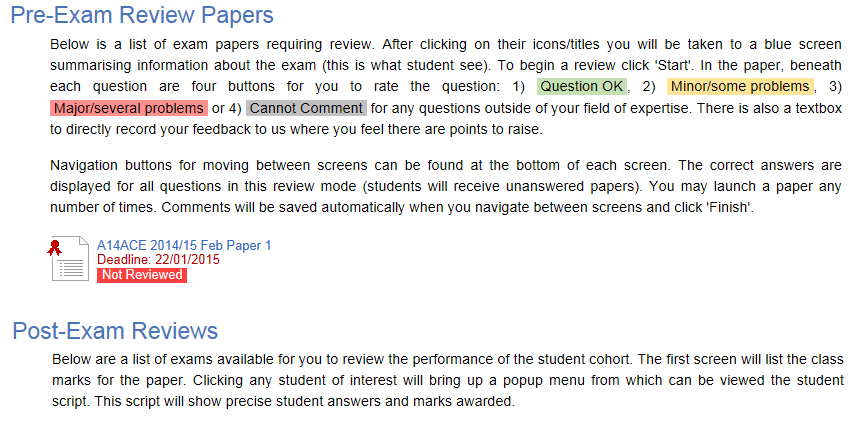 Pre-Exam Review Papers
Below is a list of exam papers requiring review. After clicking on their icons/titles you will be taken to a blue screen
summarising information about the exam (this is what student see). To begin a review click 'Start'. In the paper, beneath
each question are four buttons for you to rate the question: 1) Question OK, 2) Minor/some problems, 3)
Major/several problems or 4) Cannot Comment for any questions outside of your field of expertise. There is also a textbox
to directly record your feedback to us where you feel there are points to raise.
Navigation buttons for moving between screens can be found at the bottom of each screen. The correct answers are
displayed for all questions in this review mode (students will receive unanswered papers). You may launch a paper any
number of times. Comments will be saved automatically when you navigate between screens and click 'Finish'.
A14ACE 2014/15 Feb Paper 1
Deadline: 22/01/2015
Not Reviewed
Post-Exam Reviews
Below are a list of exams available for you to review the performance of the student cohort. The first screen will list the class
marks for the paper. Clicking any student of interest will bring up a popup menu from which can be viewed the student
script. This script will show precise student answers and marks awarded.